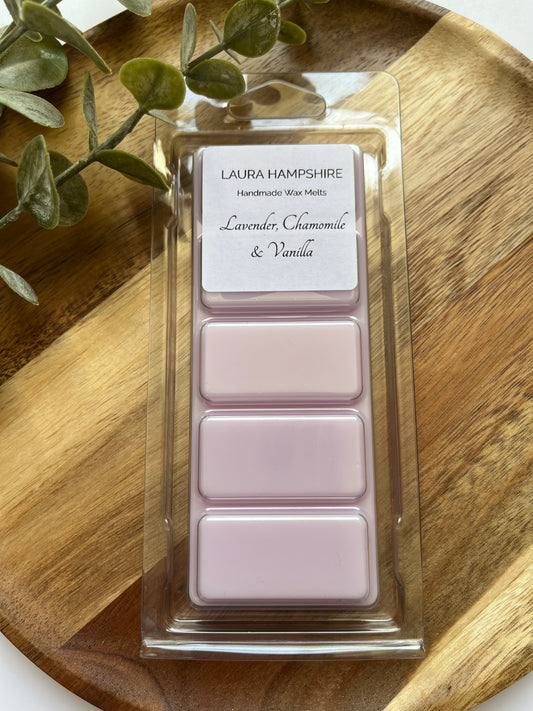 LAURA HAMPSHIRE
Handmade Wax Melts
Lavender, Chamomile
& Vanilla